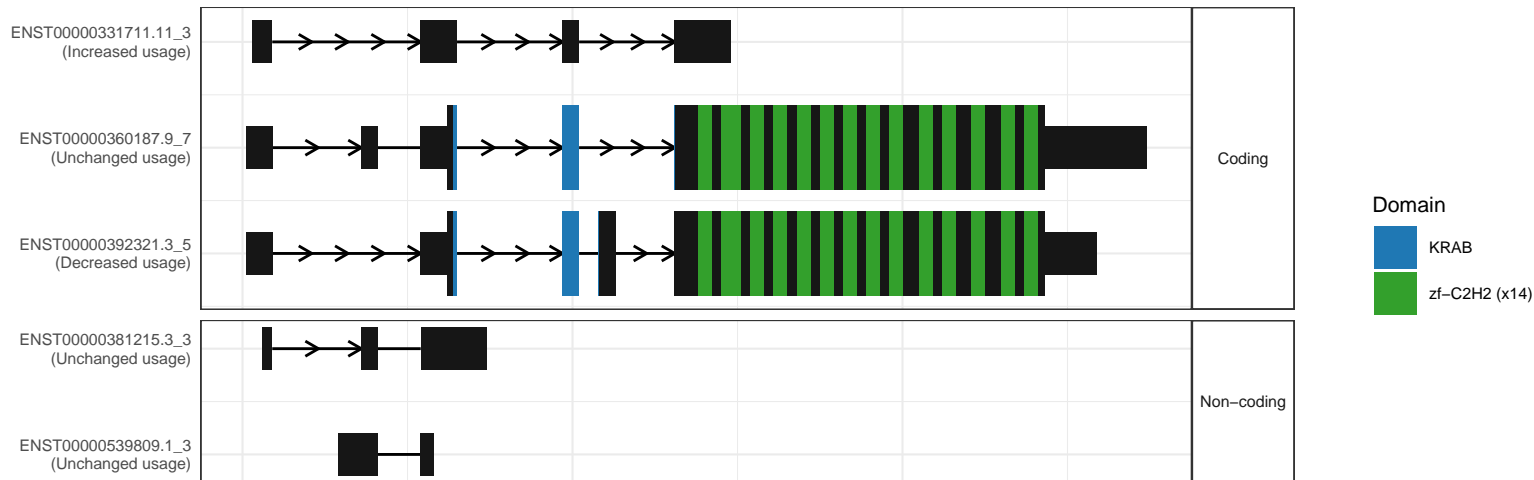 ENST00000331711.11_3
(Increased usage)
ENST00000360187.9_7
(Unchanged usage)
Coding
ENST00000392321.3_5
(Decreased usage)
Domain
KRAB
zf−C2H2 (x14)
ENST00000381215.3_3
(Unchanged usage)
Non−coding
ENST00000539809.1_3
(Unchanged usage)